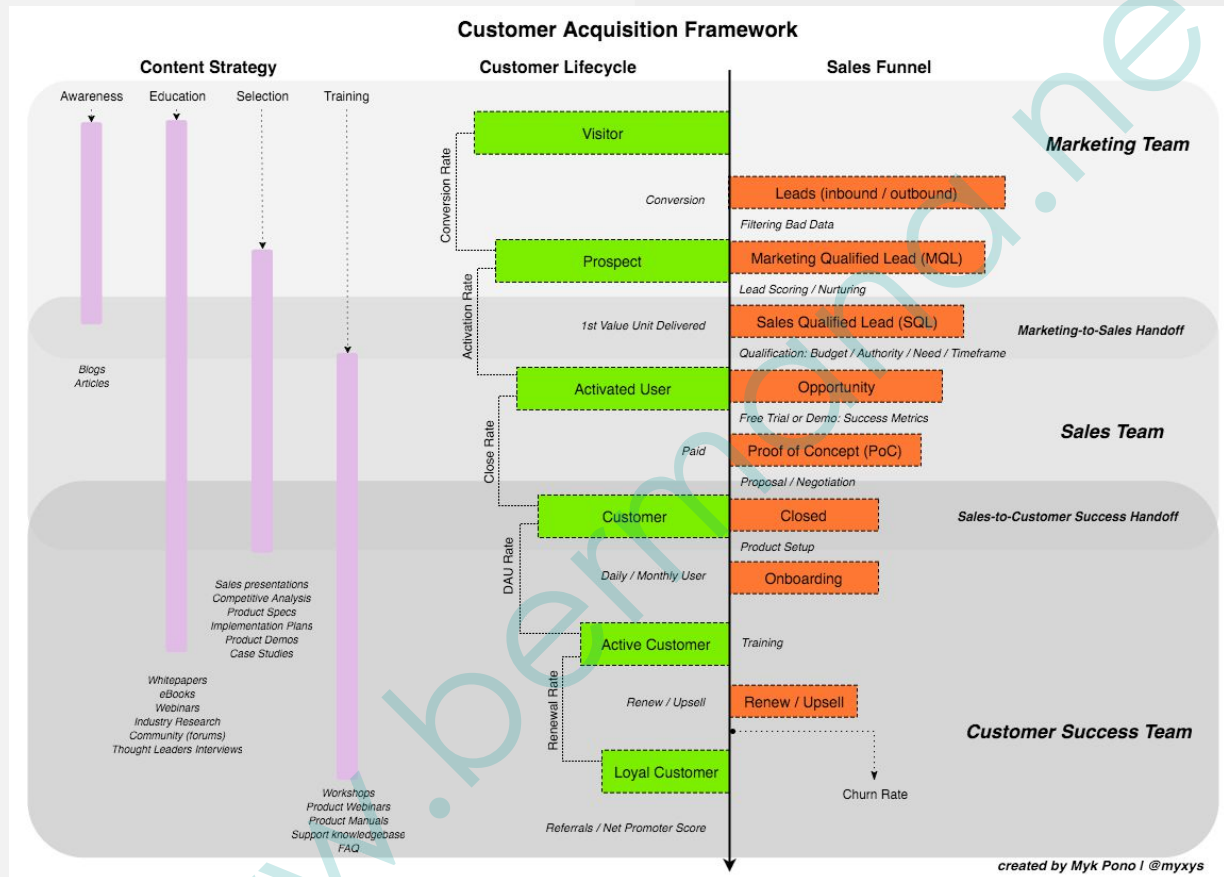 Customer Acquisition Framework
Content Strategy
Customer Lifecycle
Sales Funnel
Awareness
Education
Selection
Training
Blogs
Articles
Sales presentations
Competitive Analysis
Product Specs
Implementation Plans
Product Demos
Case Studies
Whitepapers
eBooks
Webinars
Industry Research
Community (forums)
Thought Leaders Interviews
Workshops
Product Webinars
Product Manuals
Support knowledgebase
FAQ
Conversion Rate
Activation Rate
Close Rate
DAU Rate
Renewal Rate
Visitor
Conversion
Prospect
1st Value Unit Delivered
Activated User
Paid
Customer
Daily / Monthly User
Active Customer
Renew / Upsell
Loyal Customer
Referrals / Net Promoter Score
Leads (inbound / outbound)
Filtering Bad Data
Marketing Qualified Lead (MQL)
Lead Scoring / Nurturing
Sales Qualified Lead (SQL)
Qualification: Budget / Authority / Need / Timeframe
Opportunity
Free Trial or Demo: Success Metrics
Proof of Concept (PoC)
Proposal / Negotiation
Closed
Product Setup
Onboarding
Training
Renew / Upsell
Churn Rate
Marketing Team
Marketing-to-Sales Handoff
Sales Team
Sales-to-Customer Success Handoff
Customer Success Team
created by Myk Pono I @myxys
w.bermand.ne